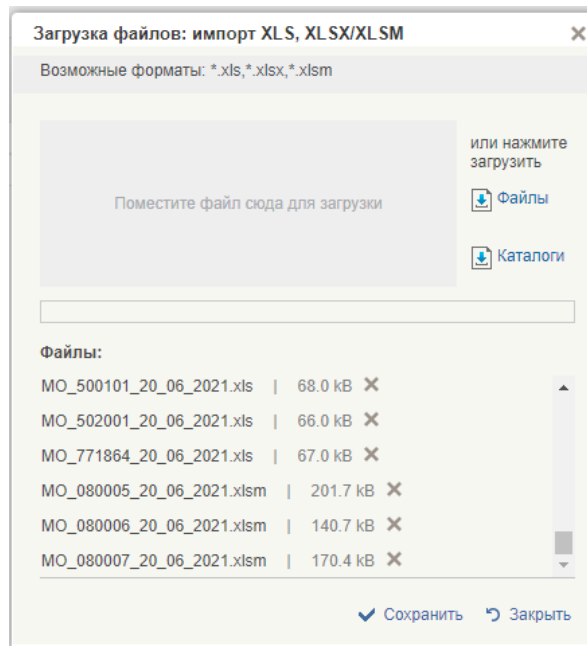 Загрузка файлов: импорт XLS, XLSX/XLSM
Возможные форматы: *.xls,*.xlsx,*.xlsm
Поместите файл сюда для загрузки
или нажмите
загрузить
Файлы
Каталоги
Файлы:
MO_500101_20_06_2021.xls | 68.0 kB
MO_502001_20_06_2021.xls | 66.0 kB
MO_771864_20_06_2021.xls | 67.0 kB
MO_080005_20_06_2021.xlsm | 201.7 kB
MO_080006_20_06_2021.xlsm | 140.7 kB
MO_080007_20_06_2021.xlsm | 170.4 kB
Сохранить Закрыть